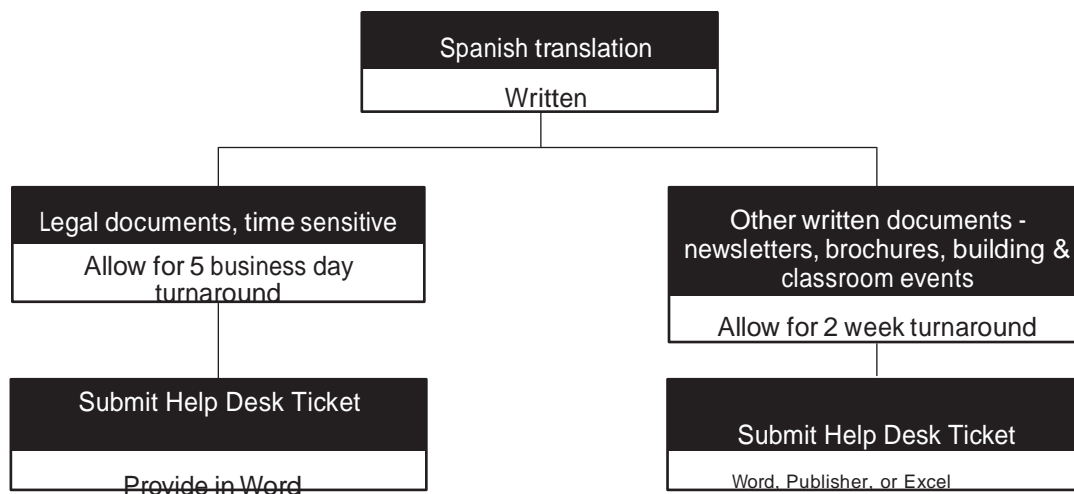 Spanish translation
Written
Legal documents, time sensitive
Allow for 5 business day
turnaround
Other written documents -
newsletters, brochures, building &
classroom events
Allow for 2 week turnaround
Submit Help Desk Ticket
Provide in Word
Submit Help Desk Ticket
Word, Publisher, or Excel